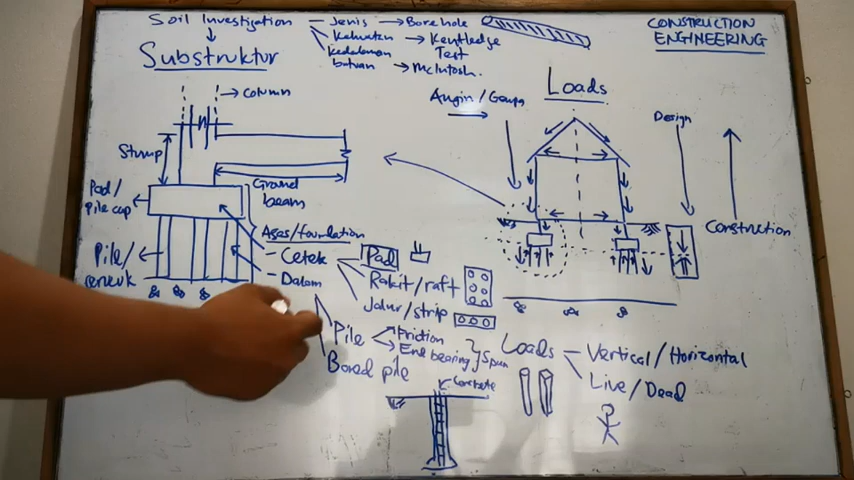 Soil Investigation
Jenis → Borehole
Kekuatan → Kentledge Test
Kedalaman batuan → McIntosh.
CONSTRUCTION
ENGINEERING
Substruktur
column
Stump
Pad/
pile cap
Ground
beam
Pile/
cerucuk
Asas/foundation
- Cetek
- Dalam
Pad
Rakit/raft
Jalur/strip
Pile
Friction
End bearing
Spun
Bored pile
concrete
Loads
Angin/Gempa
Design
Construction
Loads
Vertical/Horizontal
Live/Dead